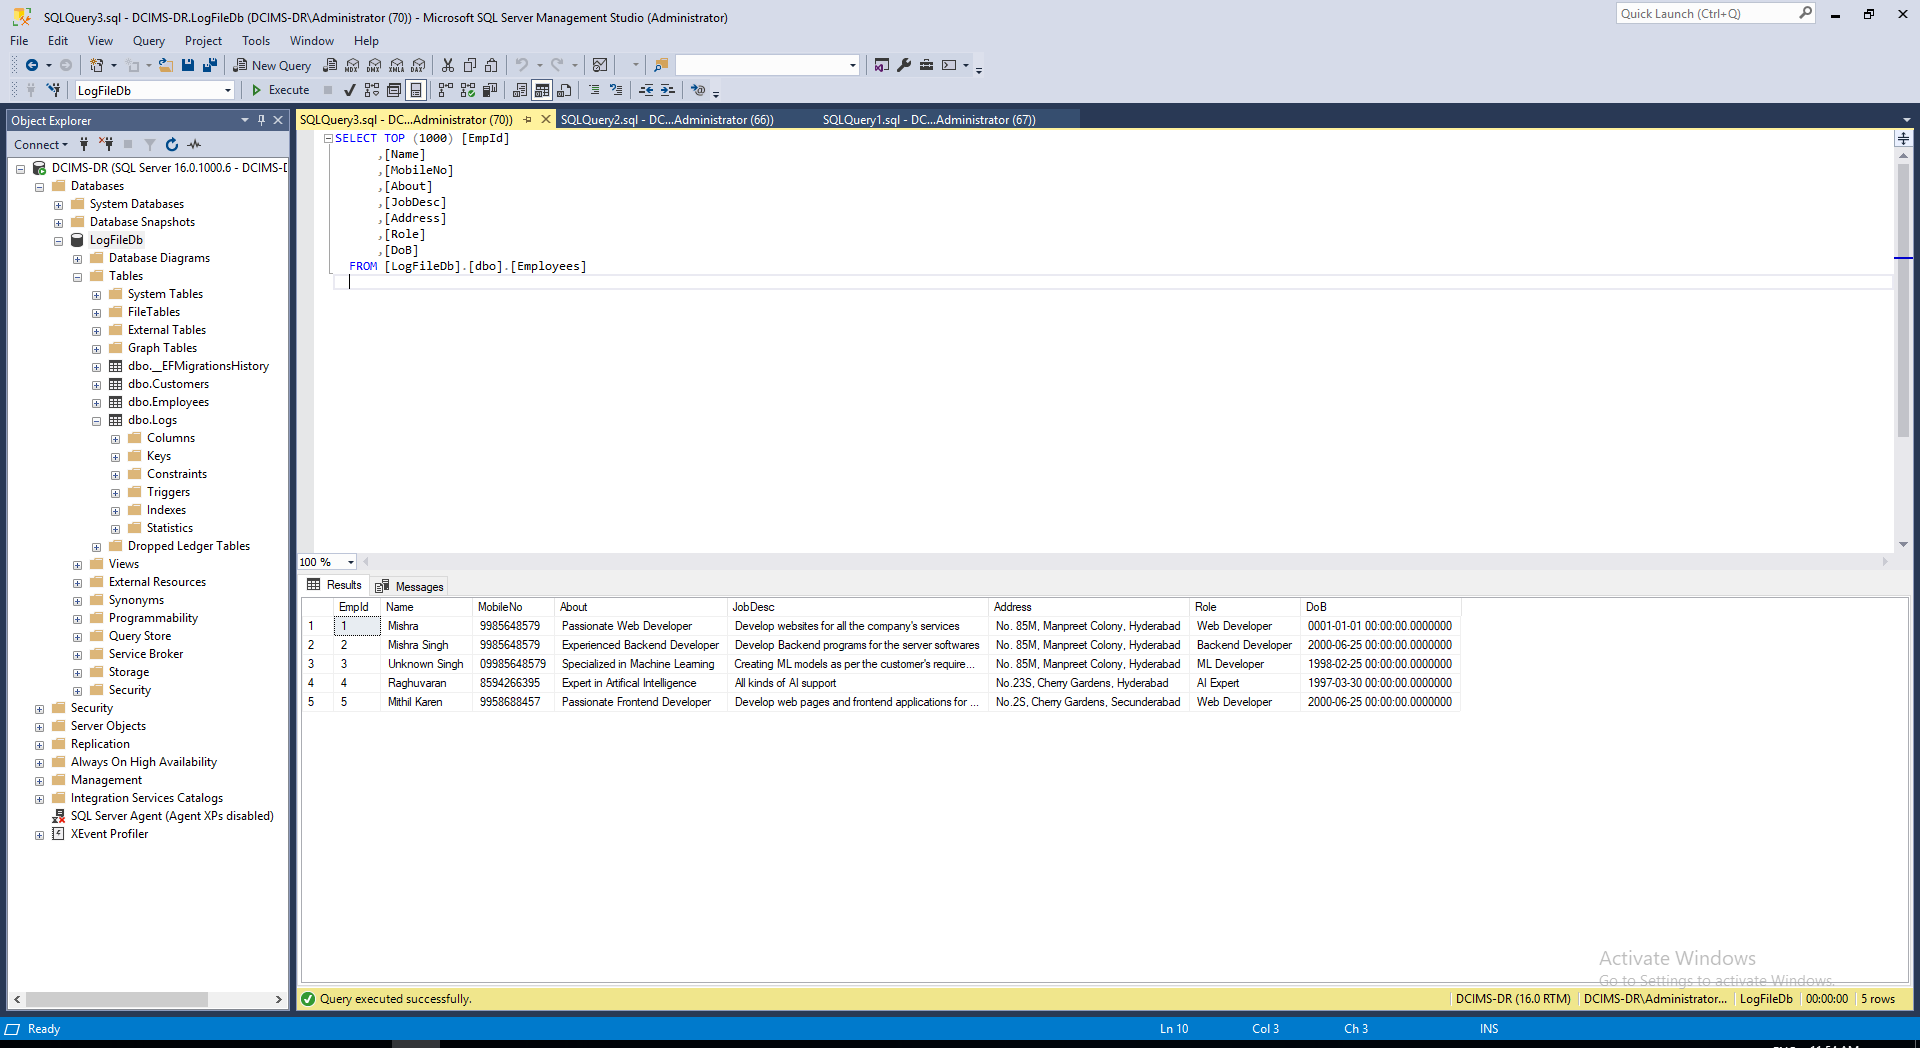 SQLQuery3.sql - DCIMS-DR.LogFileDb (DCIMS-DR\Administrator (70)) - Microsoft SQL Server Management Studio (Administrator)
Quick Launch (Ctrl+Q)
File Edit View Query Project Tools Window Help
New Query
MDX DMX XMLA DAX
LogFileDb
Execute
Object Explorer
SQLQuery3.sql - DC...Administrator (70)) SQLQuery2.sql - DC...Administrator (66)) SQLQuery1.sql - DC...Administrator (67))
Connect
DCIMS-DR (SQL Server 16.0.1000.6 - DCIMS-D
Databases
System Databases
Database Snapshots
LogFileDb
Database Diagrams
Tables
System Tables
FileTables
External Tables
Graph Tables
dbo.__EFMigrationsHistory
dbo.Customers
dbo.Employees
dbo.Logs
Columns
Keys
Constraints
Triggers
Indexes
Statistics
Dropped Ledger Tables
Views
External Resources
Synonyms
Programmability
Query Store
Service Broker
Storage
Security
Security
Server Objects
Replication
Always On High Availability
Management
Integration Services Catalogs
SQL Server Agent (Agent XPs disabled)
XEvent Profiler
SELECT TOP (1000) [EmpId]
,[Name]
,[MobileNo]
,[About]
,[JobDesc]
,[Address]
,[Role]
,[DoB]
FROM [LogFileDb].[dbo].[Employees]
100 %
Results Messages
EmpId Name MobileNo About JobDesc Address Role DoB
1 1 Mishra 9985648579 Passionate Web Developer Develop websites for all the company's services No. 85M, Manpreet Colony, Hyderabad Web Developer 0001-01-01 00:00:00.0000000
2 2 Mishra Singh 9985648579 Experienced Backend Developer Develop Backend programs for the server softwares No. 85M, Manpreet Colony, Hyderabad Backend Developer 2000-06-25 00:00:00.0000000
3 3 Unknown Singh 09985648579 Specialized in Machine Learning Creating ML models as per the customer's require... No. 85M, Manpreet Colony, Hyderabad ML Developer 1998-02-25 00:00:00.0000000
4 4 Raghuvaran 8594266395 Expert in Artifical Intelligence All kinds of AI support No.23S, Cherry Gardens, Hyderabad AI Expert 1997-03-30 00:00:00.0000000
5 5 Mithil Karen 9958688457 Passionate Frontend Developer Develop web pages and frontend applications for ... No.2S, Cherry Gardens, Secunderabad Web Developer 2000-06-25 00:00:00.0000000
Activate Windows
Go to Settings to activate Windows.
Query executed successfully. DCIMS-DR (16.0 RTM) DCIMS-DR\Administrator... LogFileDb 00:00:00 5 rows
Ready Ln 10 Col 3 Ch 3 INS